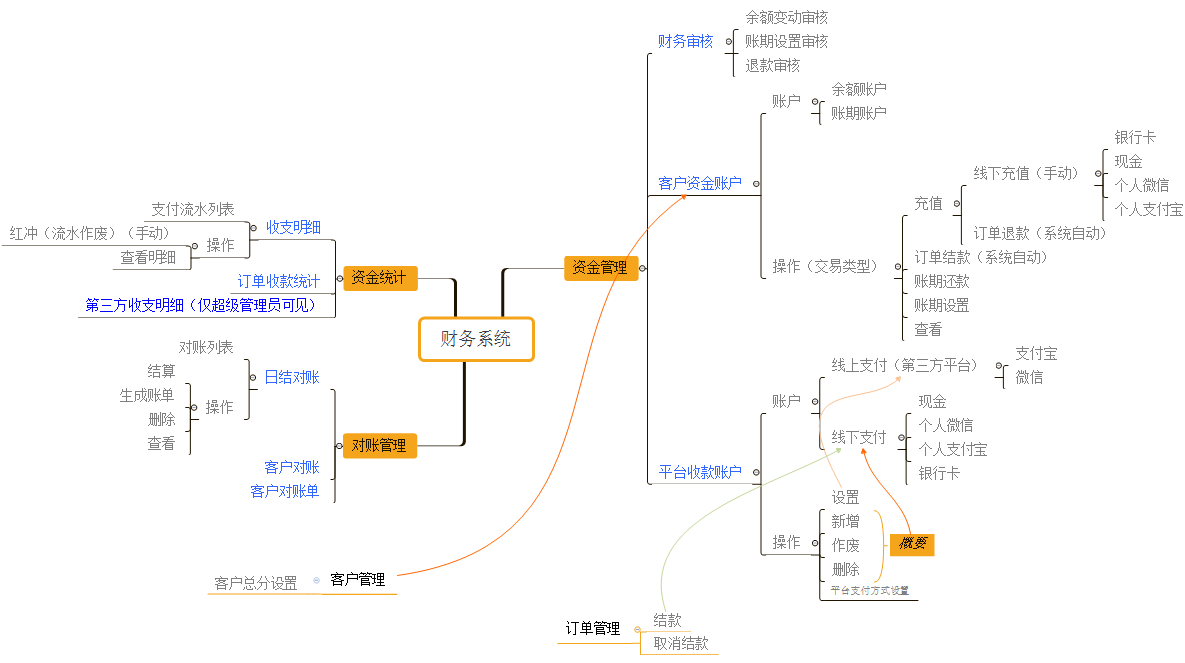 财务系统
资金管理
财务审核
余额变动审核
账期设置审核
退款审核
客户资金账户
账户
余额账户
账期账户
操作（交易类型）
充值
线下充值（手动）
银行卡
现金
个人微信
个人支付宝
订单退款（系统自动）
订单结款（系统自动）
账期还款
账期设置
查看
平台收款账户
账户
线上支付（第三方平台）
支付宝
微信
线下支付
现金
个人微信
个人支付宝
银行卡
操作
设置
新增
作废
删除
平台支付方式设置
概要
资金统计
收支明细
支付流水列表
操作
红冲（流水作废）（手动）
查看明细
订单收款统计
第三方收支明细（仅超级管理员可见）
对账管理
日结对账
对账列表
操作
结算
生成账单
删除
查看
客户对账
客户对账单
客户管理
客户总分设置
订单管理
结款
取消结款